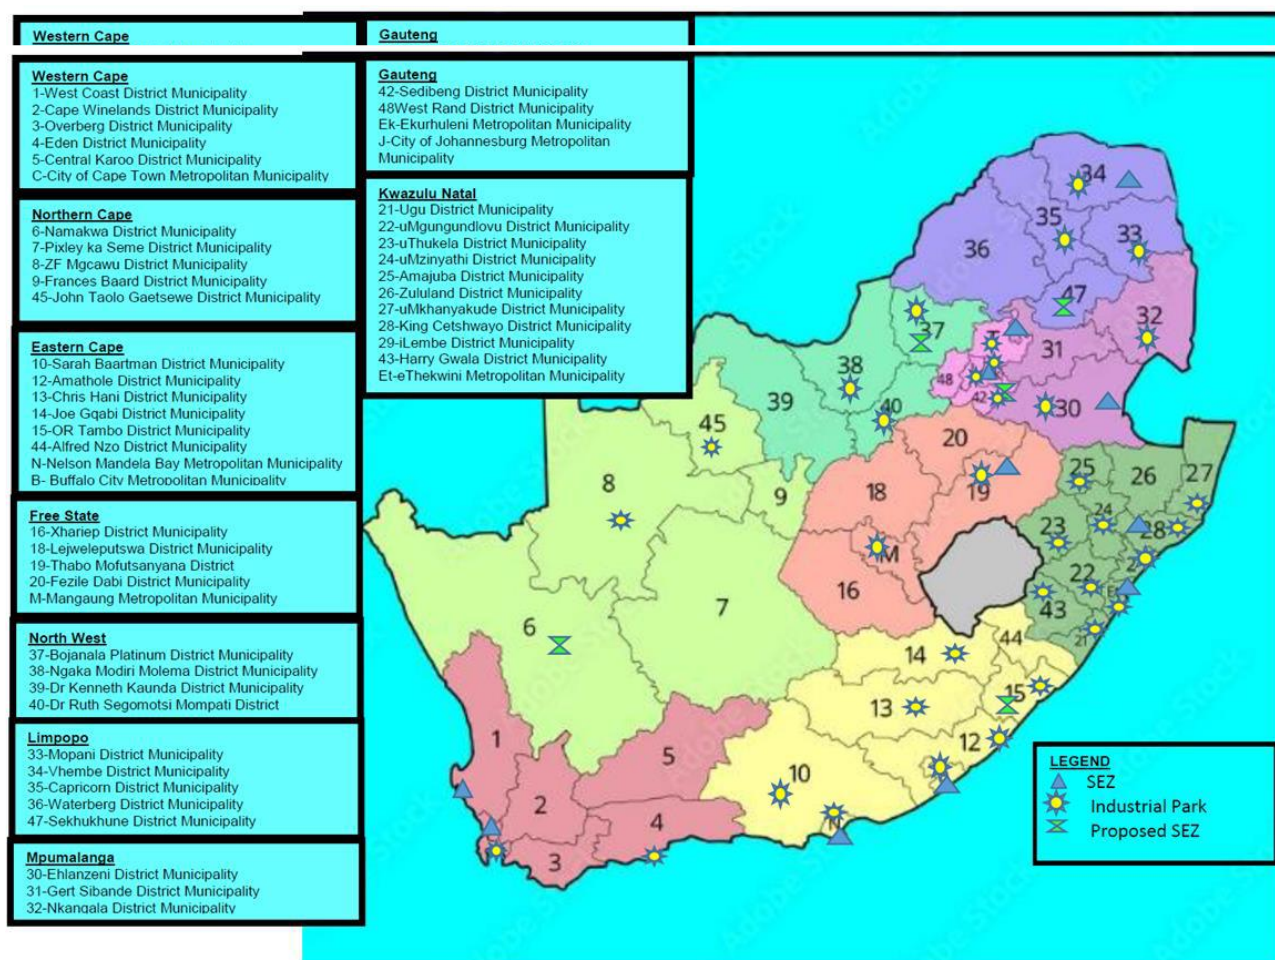 Western Cape
Gauteng
Western Cape
1-West Coast District Municipality
2-Cape Winelands District Municipality
3-Overberg District Municipality
4-Eden District Municipality
5-Central Karoo District Municipality
C-City of Cape Town Metropolitan Municipality
Northern Cape
6-Namakwa District Municipality
7-Pixley ka Seme District Municipality
8-ZF Mgcawu District Municipality
9-Frances Baard District Municipality
45-John Taolo Gaetsewe District Municipality
Eastern Cape
10-Sarah Baartman District Municipality
12-Amathole District Municipality
13-Chris Hani District Municipality
14-Joe Gqabi District Municipality
15-OR Tambo District Municipality
44-Alfred Nzo District Municipality
N-Nelson Mandela Bay Metropolitan Municipality
B- Buffalo City Metropolitan Municipality
Free State
16-Xhariep District Municipality
18-Lejweleputswa District Municipality
19-Thabo Mofutsanyana District
20-Fezile Dabi District Municipality
M-Mangaung Metropolitan Municipality
North West
37-Bojanala Platinum District Municipality
38-Ngaka Modiri Molema District Municipality
39-Dr Kenneth Kaunda District Municipality
40-Dr Ruth Segomotsi Mompati District
Limpopo
33-Mopani District Municipality
34-Vhembe District Municipality
35-Capricorn District Municipality
36-Waterberg District Municipality
47-Sekhukhune District Municipality
Mpumalanga
30-Ehlanzeni District Municipality
31-Gert Sibande District Municipality
32-Nkangala District Municipality
Gauteng
42-Sedibeng District Municipality
48West Rand District Municipality
Ek-Ekurhuleni Metropolitan Municipality
J-City of Johannesburg Metropolitan
Municipality
Kwazulu Natal
21-Ugu District Municipality
22-uMgungundlovu District Municipality
23-uThukela District Municipality
24-uMzinyathi District Municipality
25-Amajuba District Municipality
26-Zululand District Municipality
27-uMkhanyakude District Municipality
28-King Cetshwayo District Municipality
29-iLembe District Municipality
43-Harry Gwala District Municipality
Et-eThekwini Metropolitan Municipality
34
35
33
36
47
32
37
31
38
48
42
30
39
40
45
20
8
9
18
19
25
26
27
24
23
28
M
22
16
7
43
21
6
44
14
15
13
1
12
5
10
2
4
3
LEGEND
SEZ
Industrial Park
Proposed SEZ
Adobe Stock